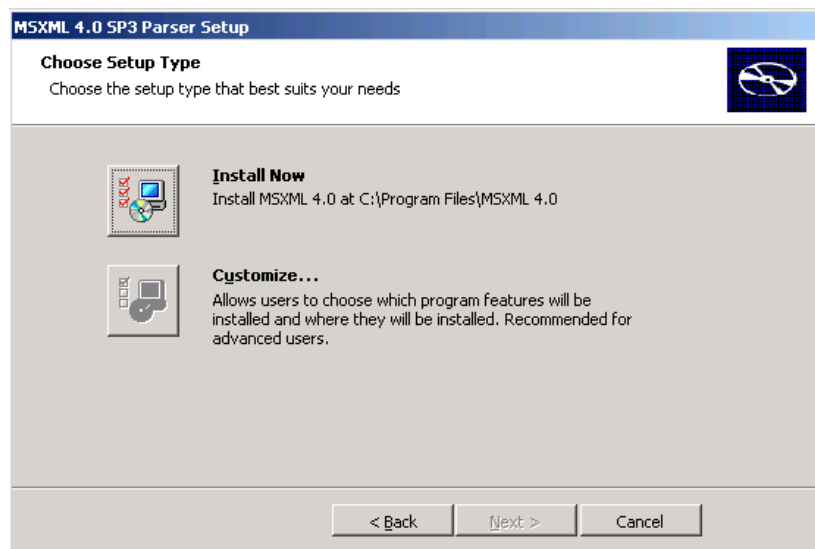 MSXML 4.0 SP3 Parser Setup
Choose Setup Type
Choose the setup type that best suits your needs
Install Now
Install MSXML 4.0 at C:\Program Files\MSXML 4.0
Customize...
Allows users to choose which program features will be
installed and where they will be installed. Recommended for
advanced users.
< Back Next > Cancel